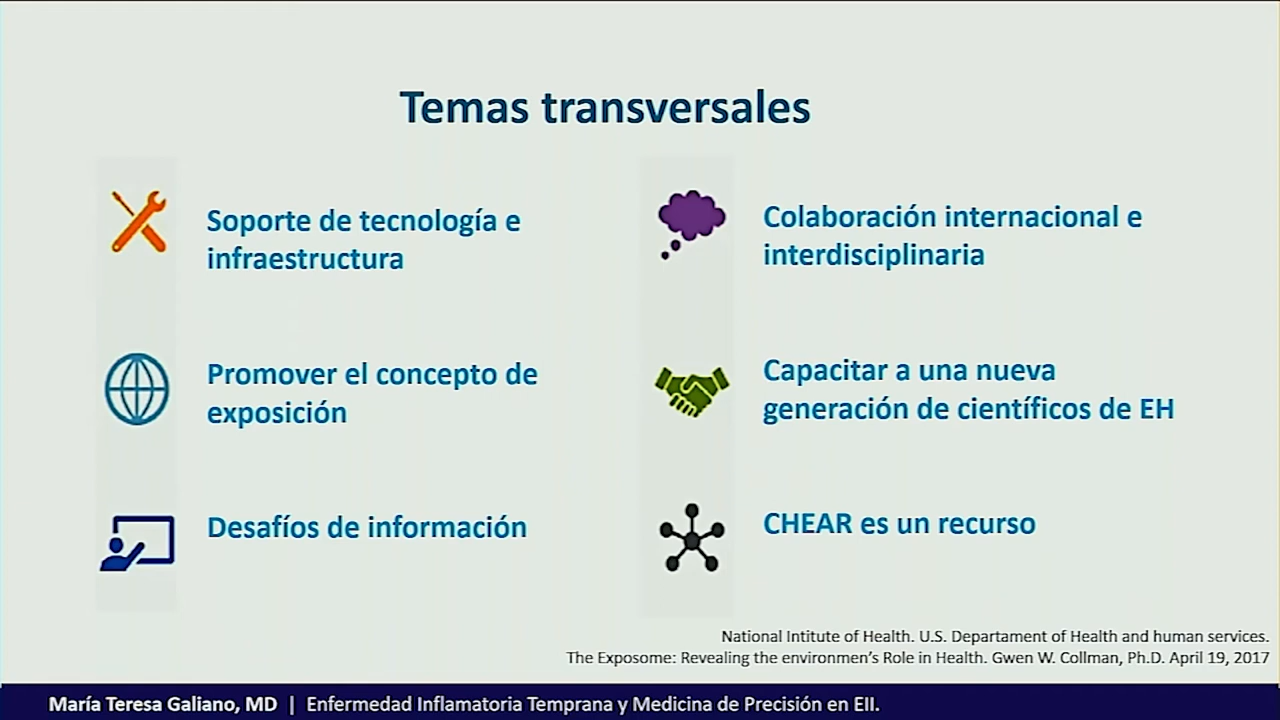 Temas transversales
Soporte de tecnología e
infraestructura
Promover el concepto de
exposición
Desafíos de información
Colaboración internacional e
interdisciplinaria
Capacitar a una nueva
generación de científicos de EH
CHEAR es un recurso
National Intitute of Health. U.S. Departament of Health and human services.
The Exposome: Revealing the environmen's Role in Health. Gwen W. Collman, Ph.D. April 19, 2017
María Teresa Galiano, MD | Enfermedad Inflamatoria Temprana y Medicina de Precisión en EII.